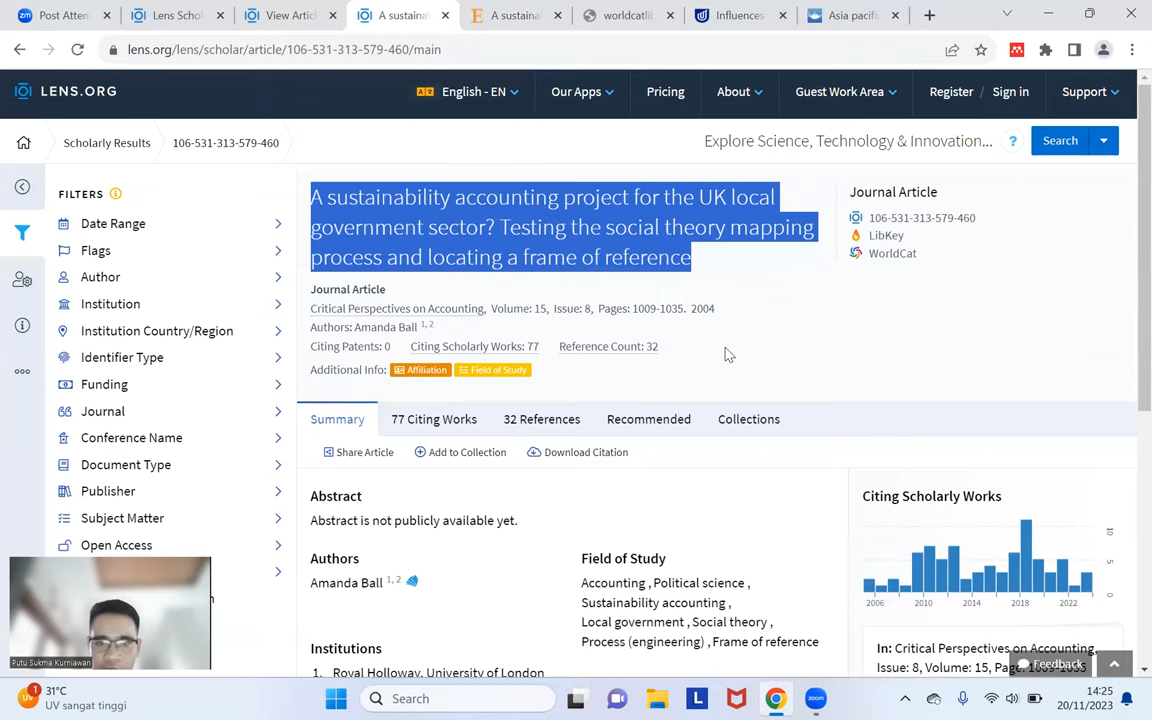 Post Attend
Lens Schol
View Artic
A sustaina
A sustaina
worldcatlib
Influences
Asia pacifi
lens.org/lens/scholar/article/106-531-313-579-460/main
LENS.ORG
English - EN
Our Apps
Pricing
About
Guest Work Area
Register / Sign in
Support
Scholarly Results
106-531-313-579-460
Explore Science, Technology & Innovation...
?
Search
FILTERS
Date Range
Flags
Author
Institution
Institution Country/Region
Identifier Type
Funding
Journal
Conference Name
Document Type
Publisher
Subject Matter
Open Access
A sustainability accounting project for the UK local
government sector? Testing the social theory mapping
process and locating a frame of reference
Journal Article
Critical Perspectives on Accounting, Volume: 15, Issue: 8, Pages: 1009-1035. 2004
Authors: Amanda Ball 1, 2
Citing Patents: 0 Citing Scholarly Works: 77 Reference Count: 32
Additional Info: Affiliation Field of Study
Journal Article
106-531-313-579-460
LibKey
WorldCat
Summary
77 Citing Works
32 References
Recommended
Collections
Share Article
Add to Collection
Download Citation
Abstract
Abstract is not publicly available yet.
Authors
Amanda Ball 1, 2
Institutions
1. Royal Holloway, University of London
Field of Study
Accounting , Political science ,
Sustainability accounting ,
Local government , Social theory ,
Process (engineering) , Frame of reference
Citing Scholarly Works
10
5
0
2006 2010 2014 2018 2022
In: Critical Perspectives on Accounting,
Issue: 8, Volume: 15, Pages: 1009-1035
Feedback
Putu Sukma Kurniawan
1
31°C
UV sangat tinggi
Search
14:25
20/11/2023